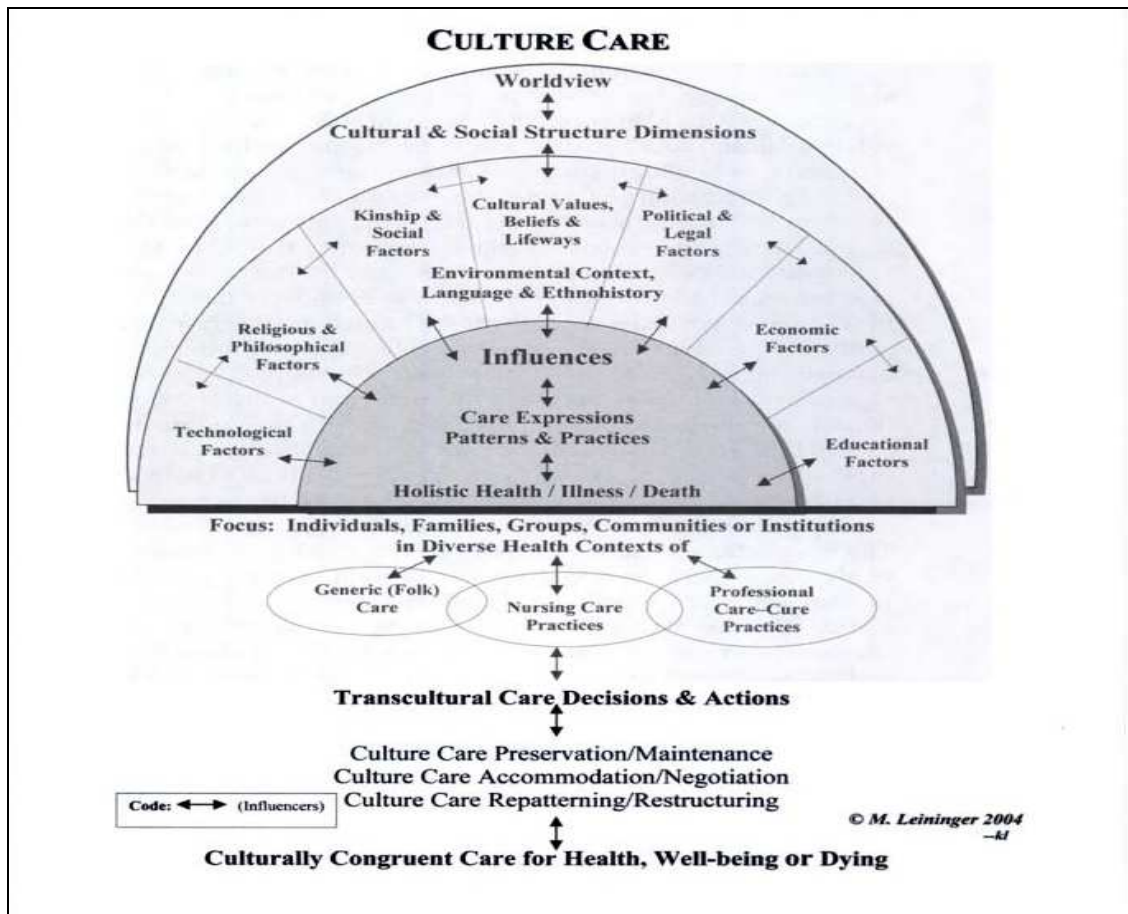 CULTURE CARE
Worldview
Cultural & Social Structure Dimensions
Kinship &
Social
Factors
Cultural Values,
Beliefs &
Lifeways
Political &
Legal
Factors
Environmental Context,
Language & Ethnohistory
Religious &
Philosophical
Factors
Economic
Factors
Technological
Factors
Educational
Factors
Influences
Care Expressions
Patterns & Practices
Holistic Health / Illness / Death
Focus: Individuals, Families, Groups, Communities or Institutions
in Diverse Health Contexts of
Generic (Folk)
Care
Nursing Care
Practices
Professional
Care–Cure
Practices
Transcultural Care Decisions & Actions
Culture Care Preservation/Maintenance
Culture Care Accommodation/Negotiation
Culture Care Repatterning/Restructuring
Code: (Influencers)
© M. Leininger 2004
--kl
Culturally Congruent Care for Health, Well-being or Dying